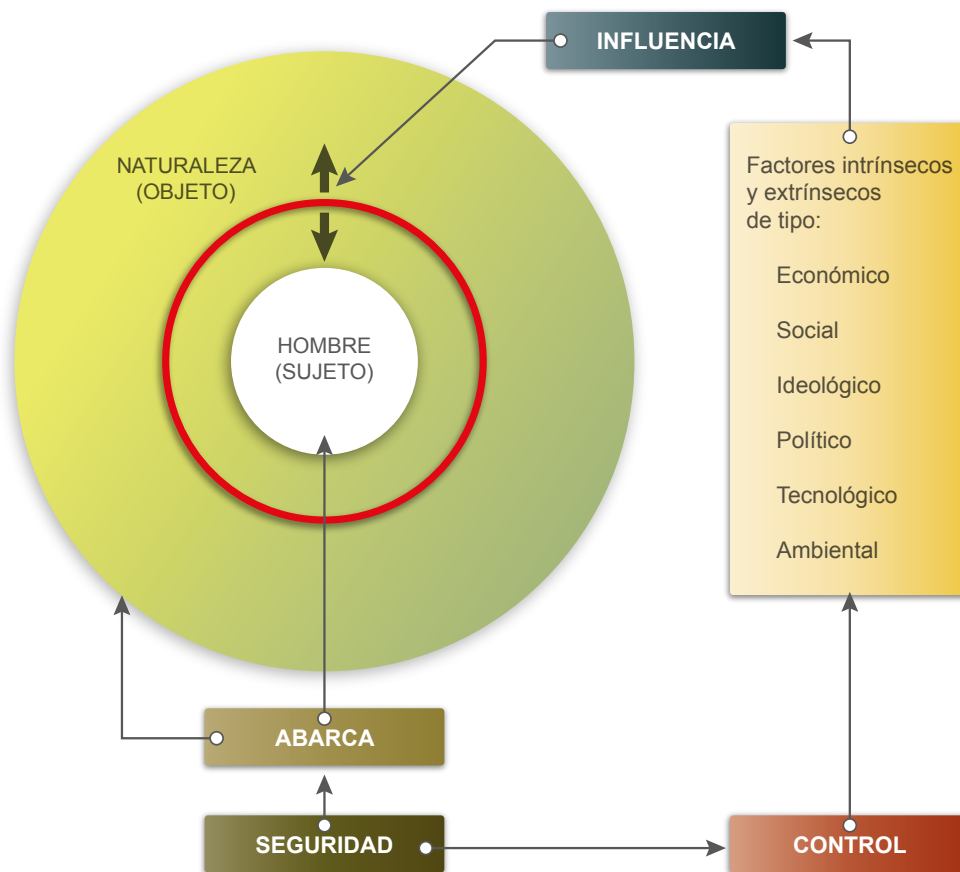 INFLUENCIA
NATURALEZA
(OBJETO)
HOMBRE
(SUJETO)
Factores intrínsecos
y extrínsecos
de tipo:
Económico
Social
Ideológico
Político
Tecnológico
Ambiental
ABARCA
SEGURIDAD
CONTROL